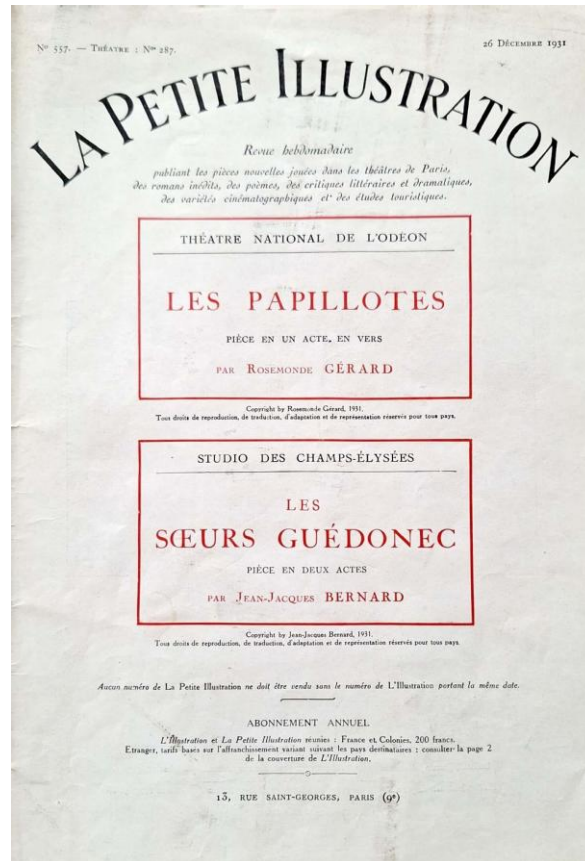 Nº 557. — Théatre : Nos 287.
26 Décembre 1931
LA PETITE ILLUSTRATION
Revue hebdomadaire
publiant les pièces nouvelles jouées dans les théâtres de Paris,
des romans inédits, des poèmes, des critiques littéraires et dramatiques,
des variétés cinématographiques et des études touristiques.
THÉATRE NATIONAL DE L'ODÉON
LES PAPILLOTES
PIÈCE EN UN ACTE, EN VERS
PAR ROSEMONDE GÉRARD
Copyright by Rosemonde Gérard, 1931.
Tous droits de reproduction, de traduction, d'adaptation et de représentation réservés pour tous pays.
STUDIO DES CHAMPS-ÉLYSÉES
LES
SŒURS GUÉDONEC
PIÈCE EN DEUX ACTES
PAR JEAN-JACQUES BERNARD
Copyright by Jean-Jacques Bernard, 1931.
Tous droits de reproduction, de traduction, d'adaptation et de représentation réservés pour tous pays.
Aucun numéro de La Petite Illustration ne doit être vendu sans le numéro de L'Illustration portant la même date.
ABONNEMENT ANNUEL
L'Illustration et La Petite Illustration réunies : France et Colonies, 200 francs.
Etranger, tarifs basés sur l'affranchissement variant suivant les pays destinataires : consulter la page 2
de la couverture de L'Illustration.
13, RUE SAINT-GEORGES, PARIS (9e)